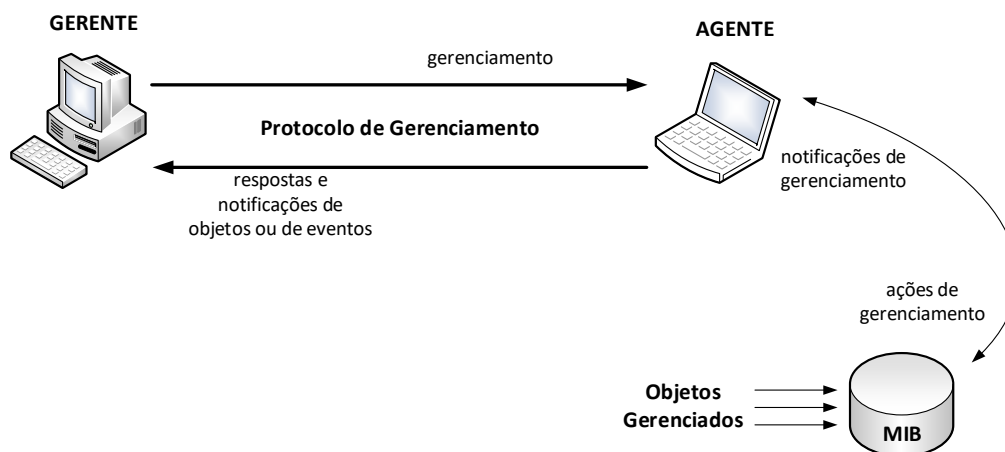 GERENTE
AGENTE
gerenciamento
Protocolo de Gerenciamento
respostas e
notificações de
objetos ou de eventos
notificações de
gerenciamento
ações de
gerenciamento
Objetos
Gerenciados
MIB